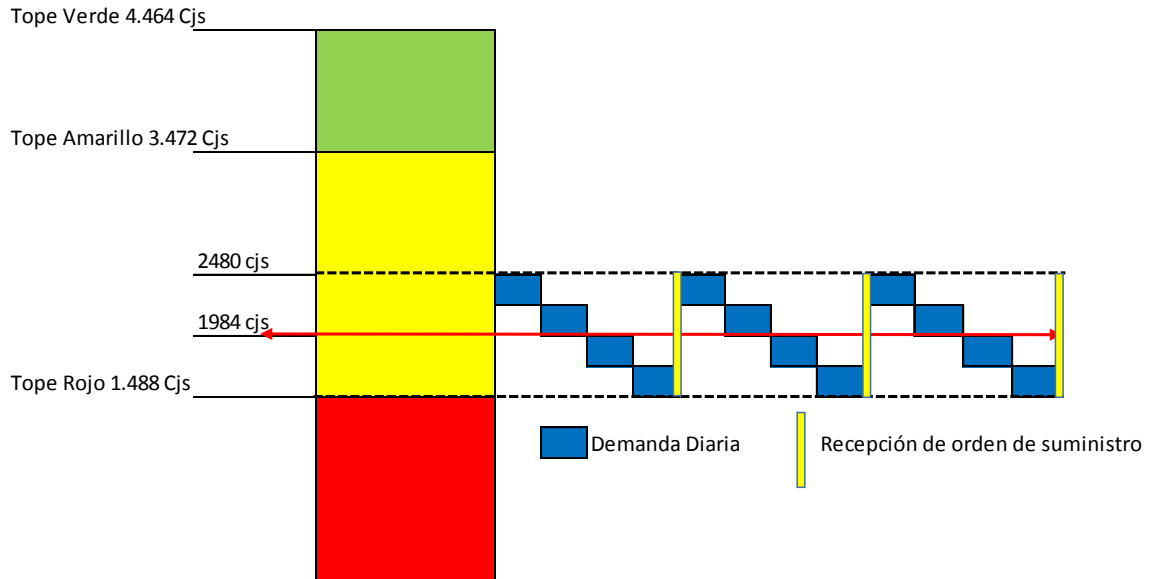 Tope Verde 4.464 Cjs
Tope Amarillo 3.472 Cjs
2480 cjs
1984 cjs
Tope Rojo 1.488 Cjs
Demanda Diaria
Recepción de orden de suministro